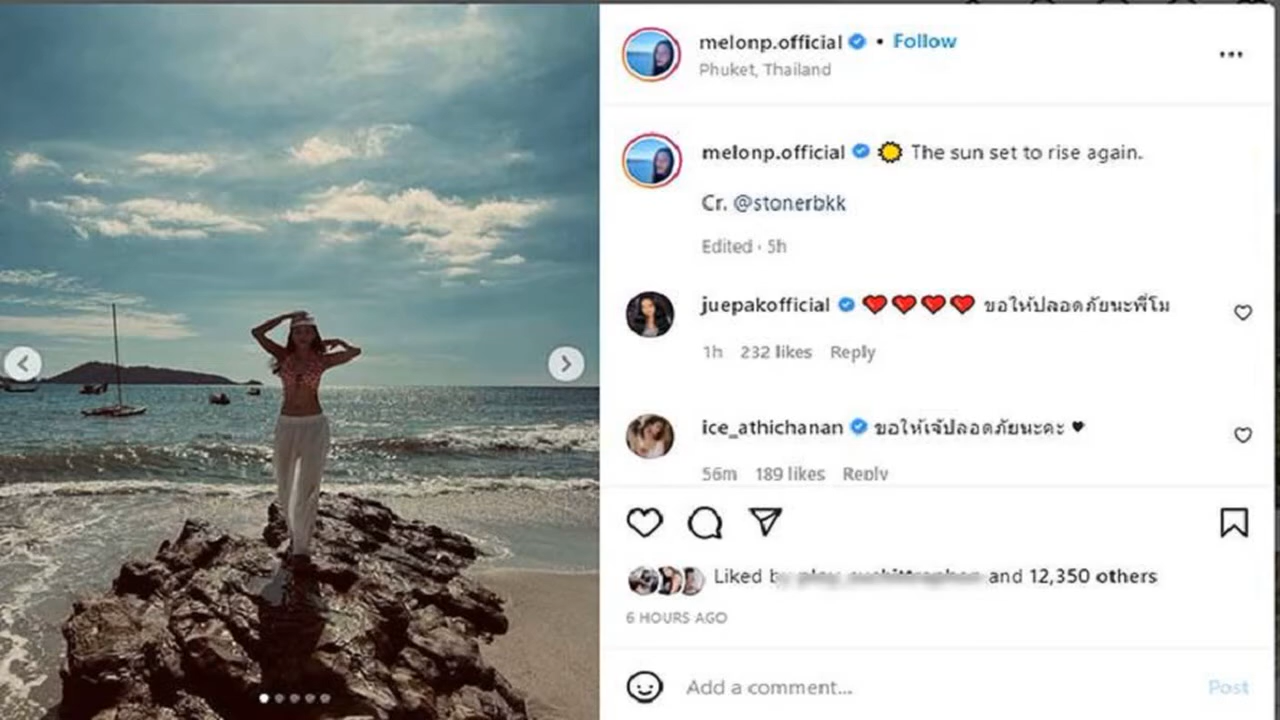 melonp.official • Follow
Phuket, Thailand
melonp.official The sun set to rise again.
Cr. @stonerbkk
Edited · 5h
juepakofficial ขอให้ปลอดภัยนะพี่โม
1h 232 likes Reply
ice_athichanan ขอให้เจ้ปลอดภัยนะคะ
56m 189 likes Reply
Liked and 12,350 others
6 HOURS AGO
Add a comment...
Post